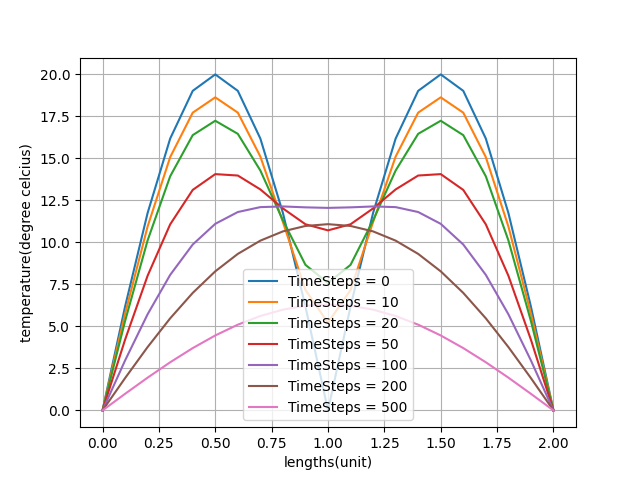 20.0
17.5
15.0
12.5
10.0
7.5
5.0
2.5
0.0
temperature(degree celcius)
TimeSteps = 0
TimeSteps = 10
TimeSteps = 20
TimeSteps = 50
TimeSteps = 100
TimeSteps = 200
TimeSteps = 500
0.00 0.25 0.50 0.75 1.00 1.25 1.50 1.75 2.00
lengths(unit)